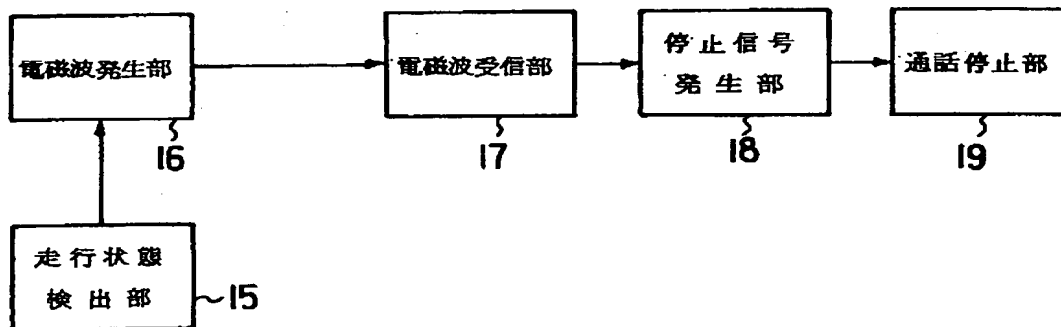 電磁波発生部
電磁波受信部
停止信号
発生部
通話停止部
16
17
18
19
走行状態
検出部
15